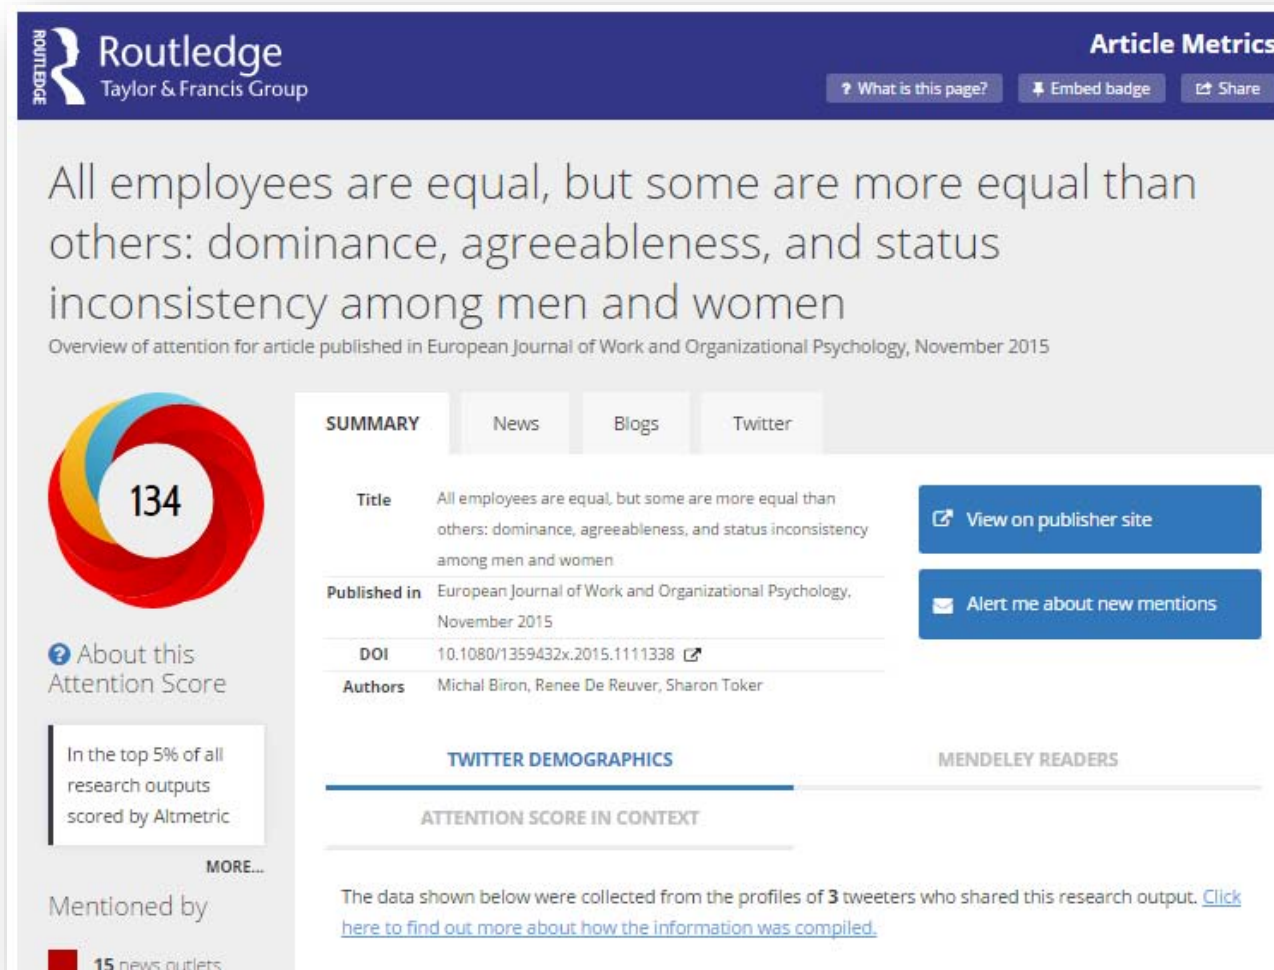 ROUTLEDGE
Routledge
Taylor & Francis Group
Article Metrics
? What is this page?
Embed badge
Share
All employees are equal, but some are more equal than
others: dominance, agreeableness, and status
inconsistency among men and women
Overview of attention for article published in European Journal of Work and Organizational Psychology, November 2015
134
? About this
Attention Score
In the top 5% of all
research outputs
scored by Altmetric
MORE...
Mentioned by
15 news outlets
SUMMARY
News
Blogs
Twitter
Title
All employees are equal, but some are more equal than
others: dominance, agreeableness, and status inconsistency
among men and women
Published in
European Journal of Work and Organizational Psychology,
November 2015
DOI
10.1080/1359432x.2015.1111338
Authors
Michal Biron, Renee De Reuver, Sharon Toker
View on publisher site
Alert me about new mentions
TWITTER DEMOGRAPHICS
MENDELEY READERS
ATTENTION SCORE IN CONTEXT
The data shown below were collected from the profiles of 3 tweeters who shared this research output. Click
here to find out more about how the information was compiled.